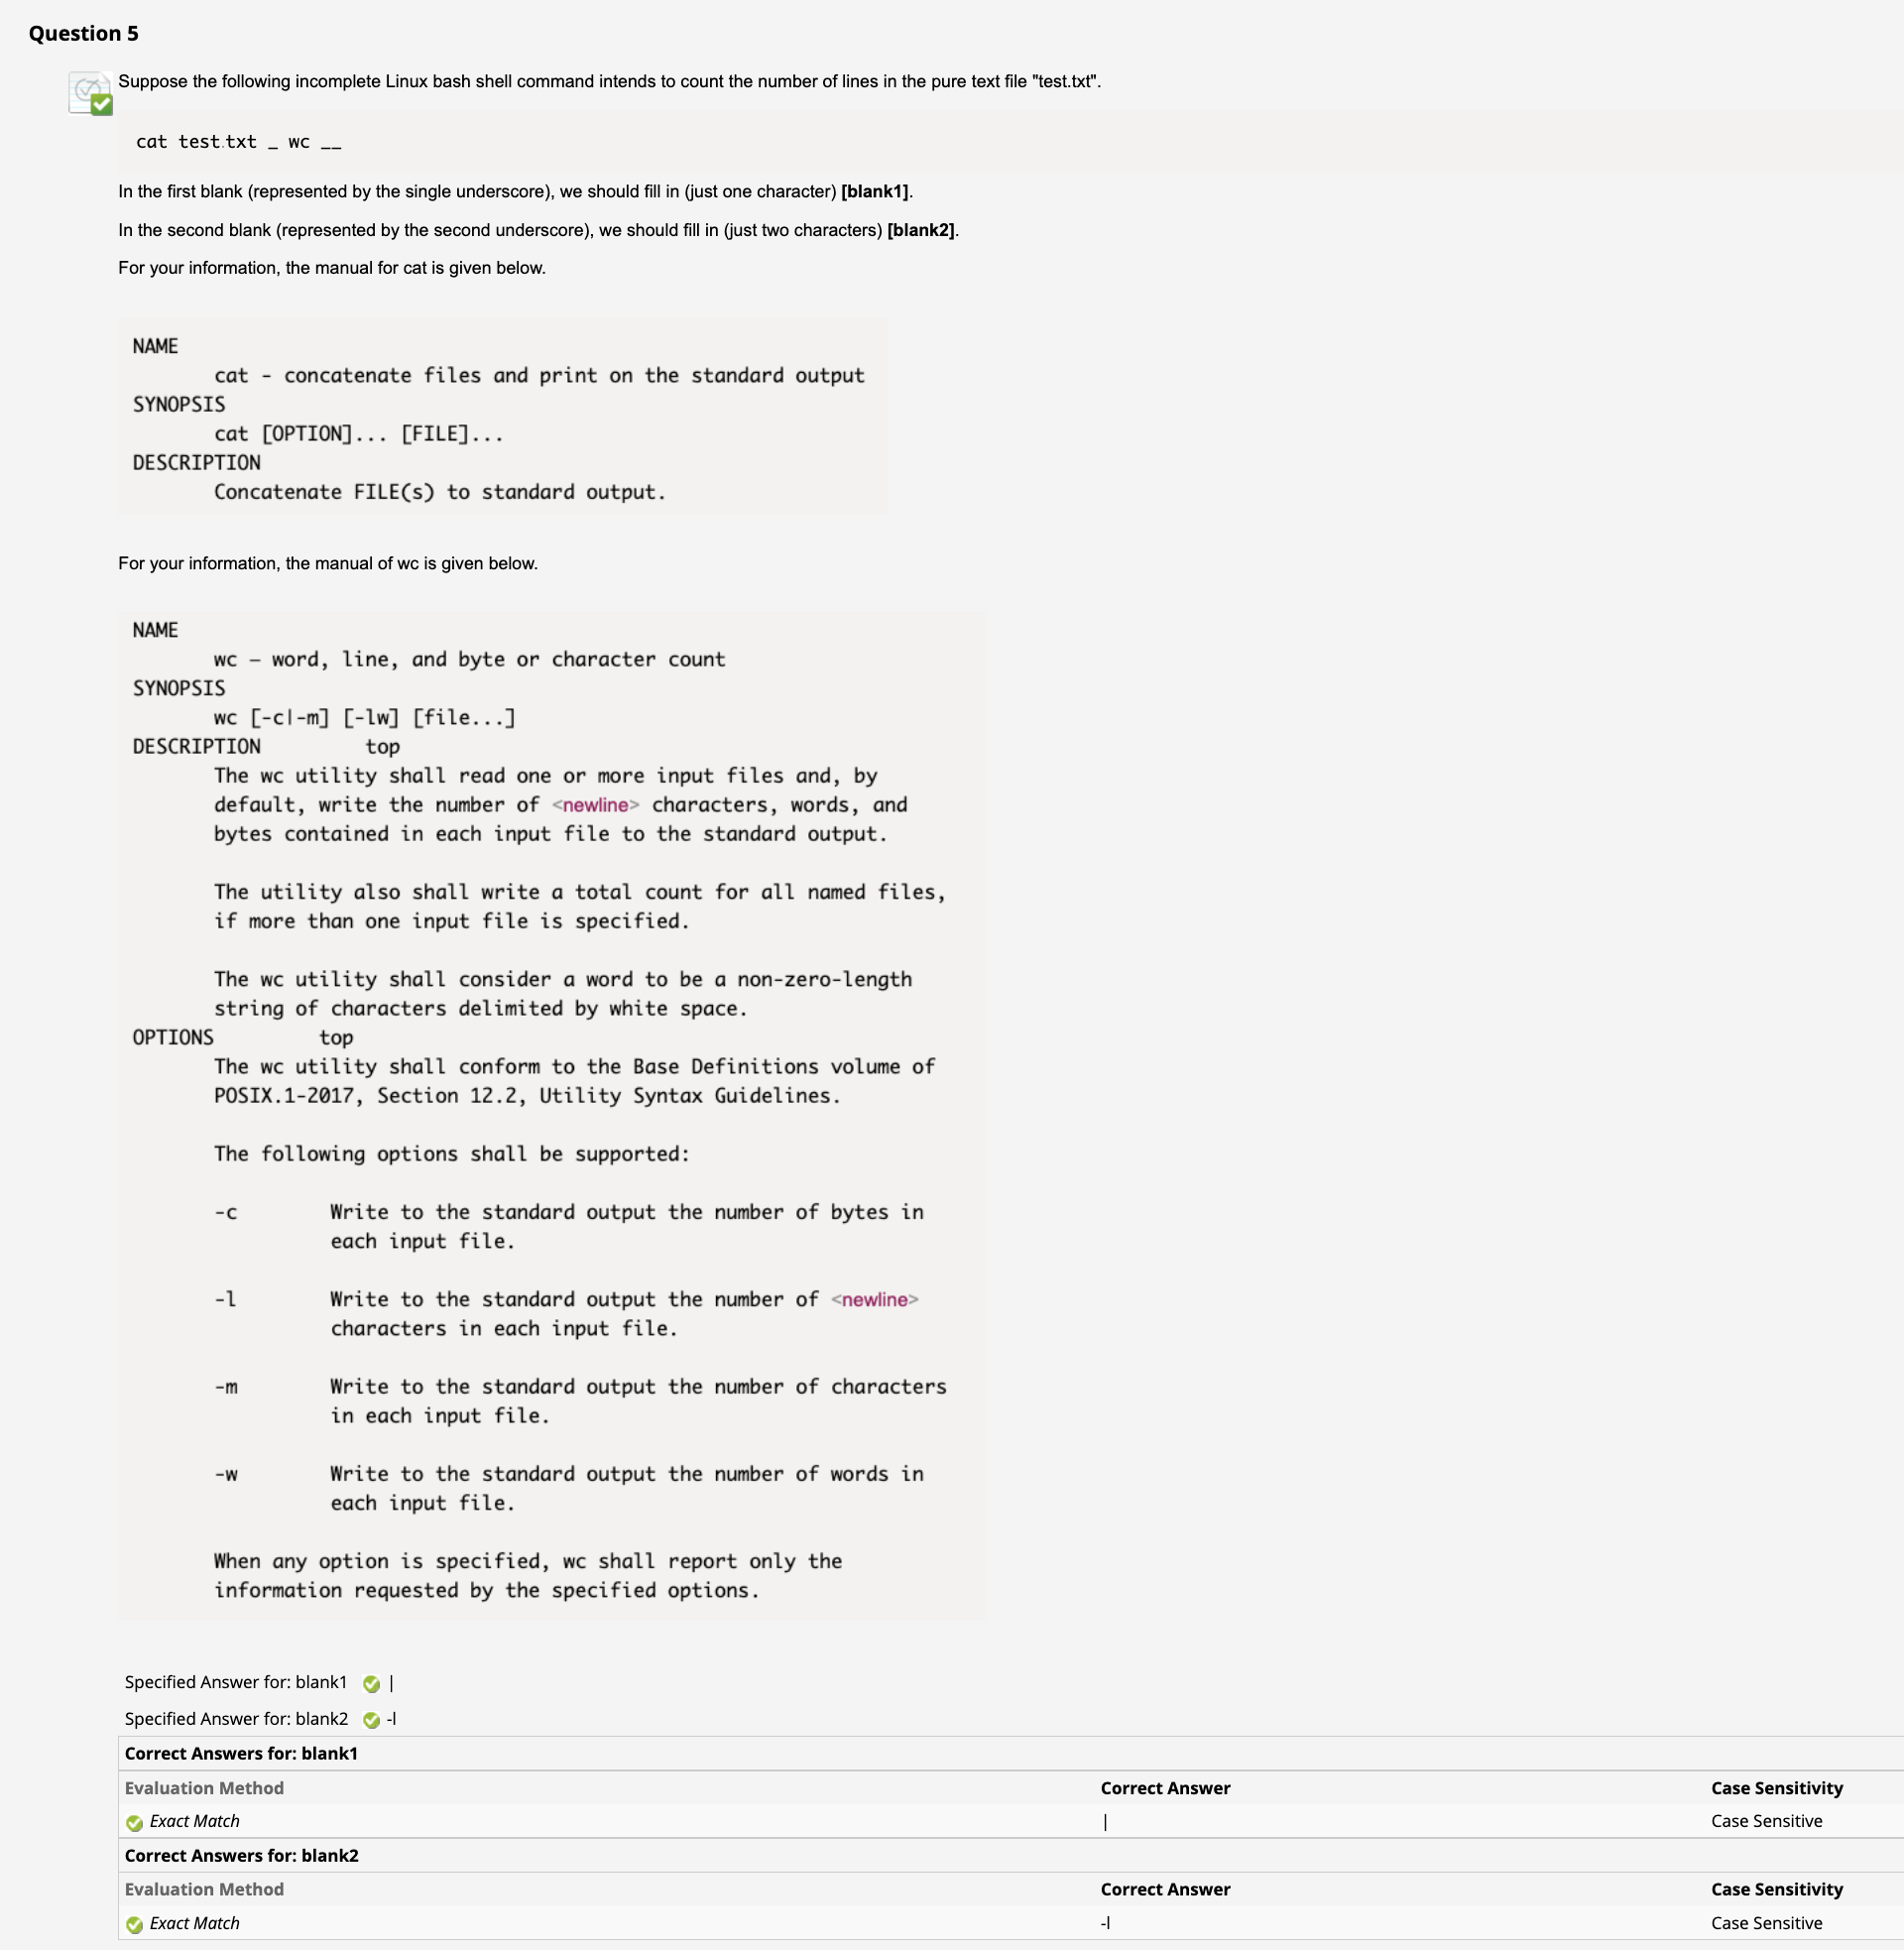 Question 5
Suppose the following incomplete Linux bash shell command intends to count the number of lines in the pure text file "test.txt".
cat test.txt _ wc __
In the first blank (represented by the single underscore), we should fill in (just one character) [blank1].
In the second blank (represented by the second underscore), we should fill in (just two characters) [blank2].
For your information, the manual for cat is given below.
NAME
cat - concatenate files and print on the standard output
SYNOPSIS
cat [OPTION]... [FILE]...
DESCRIPTION
Concatenate FILE(s) to standard output.
For your information, the manual of wc is given below.
NAME
wc — word, line, and byte or character count
SYNOPSIS
wc [-c|-m] [-lw] [file...]
DESCRIPTION top
The wc utility shall read one or more input files and, by
default, write the number of <newline> characters, words, and
bytes contained in each input file to the standard output.
The utility also shall write a total count for all named files,
if more than one input file is specified.
The wc utility shall consider a word to be a non-zero-length
string of characters delimited by white space.
OPTIONS top
The wc utility shall conform to the Base Definitions volume of
POSIX.1-2017, Section 12.2, Utility Syntax Guidelines.
The following options shall be supported:
-c Write to the standard output the number of bytes in
each input file.
-l Write to the standard output the number of <newline>
characters in each input file.
-m Write to the standard output the number of characters
in each input file.
-w Write to the standard output the number of words in
each input file.
When any option is specified, wc shall report only the
information requested by the specified options.
Specified Answer for: blank1 |
Specified Answer for: blank2 -l
Correct Answers for: blank1
Evaluation Method Correct Answer Case Sensitivity
Exact Match | Case Sensitive
Correct Answers for: blank2
Evaluation Method Correct Answer Case Sensitivity
Exact Match -l Case Sensitive